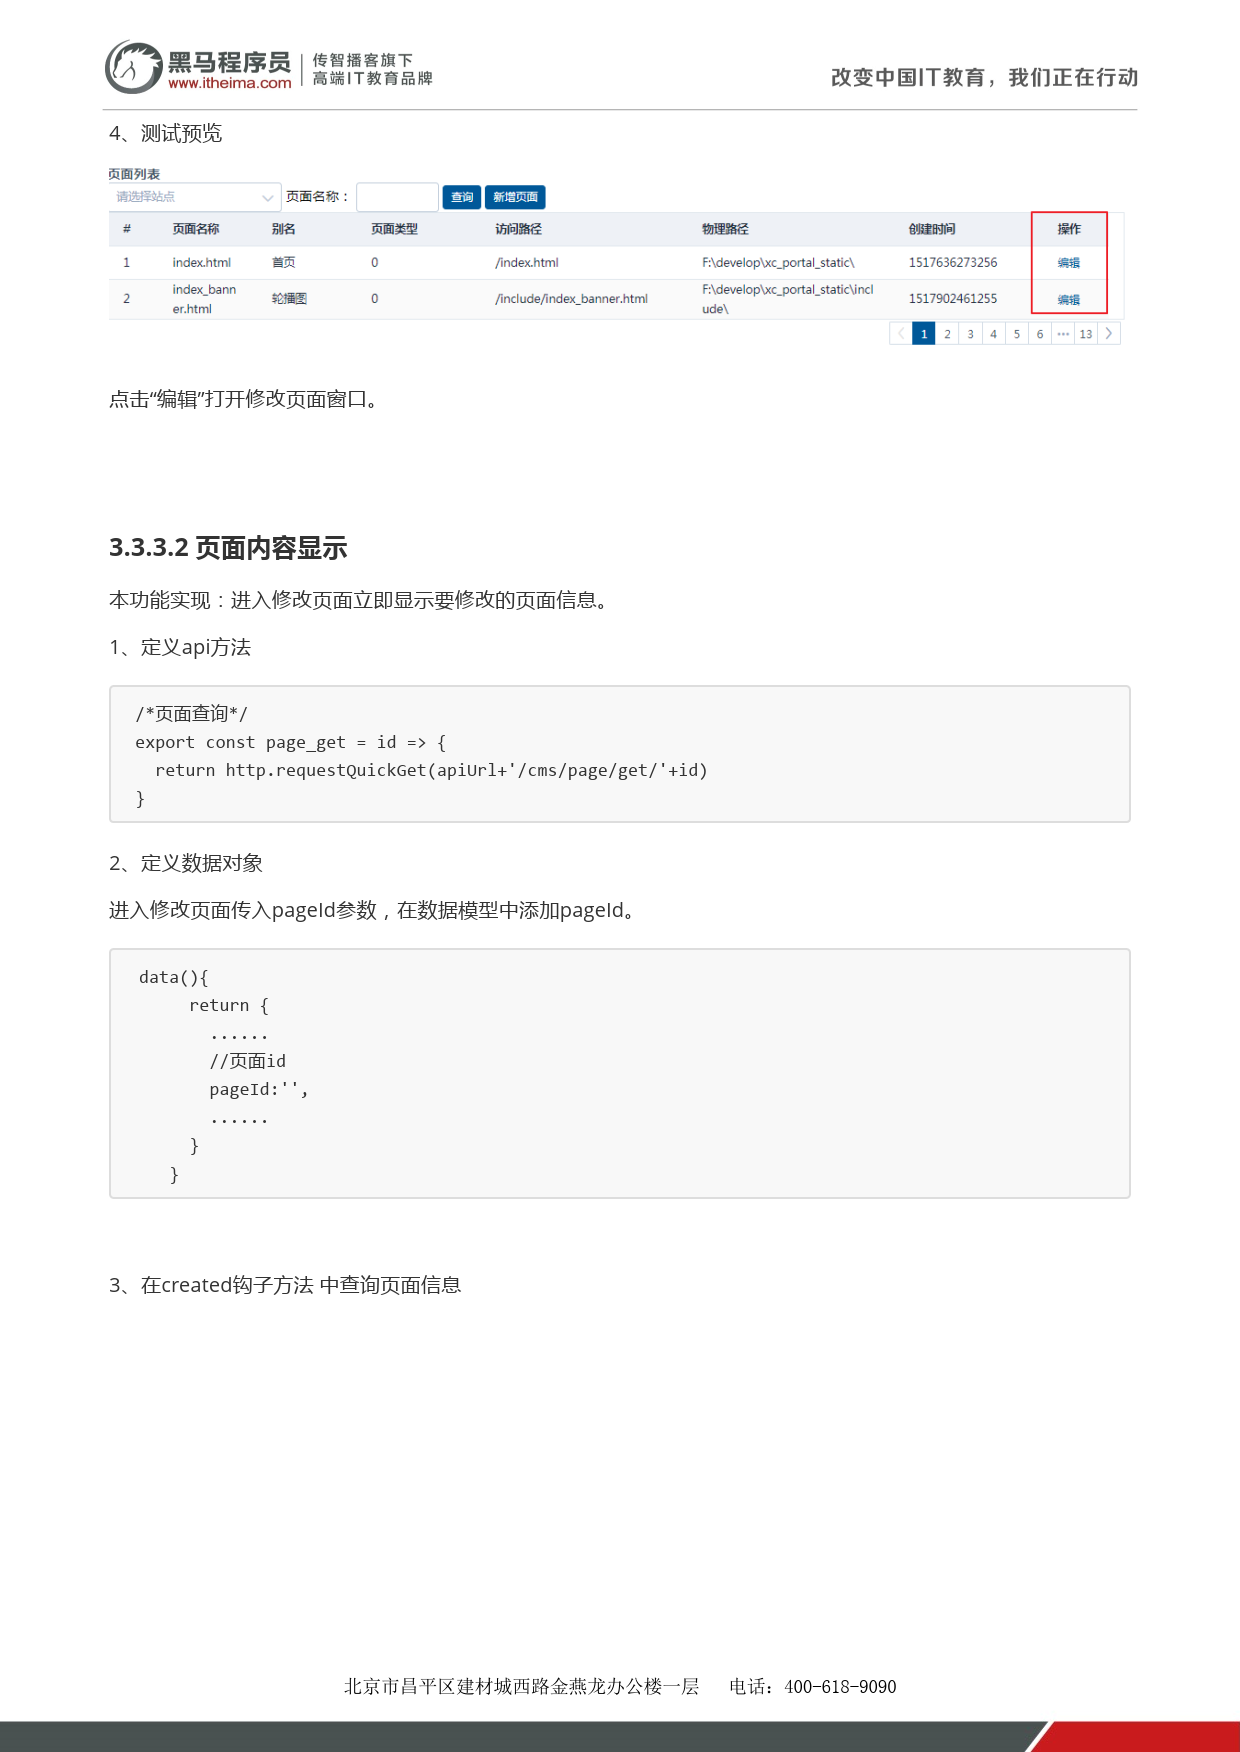 黑马程序员
www.itheima.com
传智播客旗下
高端IT教育品牌
改变中国IT教育，我们正在行动
4、测试预览
页面列表
请选择站点 页面名称： 查询 新增页面
# 页面名称 别名 页面类型 访问路径 物理路径 创建时间 操作
1 index.html 首页 0 /index.html F:\develop\xc_portal_static\ 1517636273256 编辑
2 index_bann
er.html 轮播图 0 /include/index_banner.html F:\develop\xc_portal_static\incl
ude\ 1517902461255 编辑
1 2 3 4 5 6 ··· 13
点击“编辑”打开修改页面窗口。
3.3.3.2 页面内容显示
本功能实现：进入修改页面立即显示要修改的页面信息。
1、定义api方法
/*页面查询*/
export const page_get = id => {
  return http.requestQuickGet(apiUrl+'/cms/page/get/'+id)
}
2、定义数据对象
进入修改页面传入pageId参数，在数据模型中添加pageId。
data(){
     return {
       ......
       //页面id
       pageId:'',
       ......
     }
   }
3、在created钩子方法 中查询页面信息
北京市昌平区建材城西路金燕龙办公楼一层 电话：400-618-9090